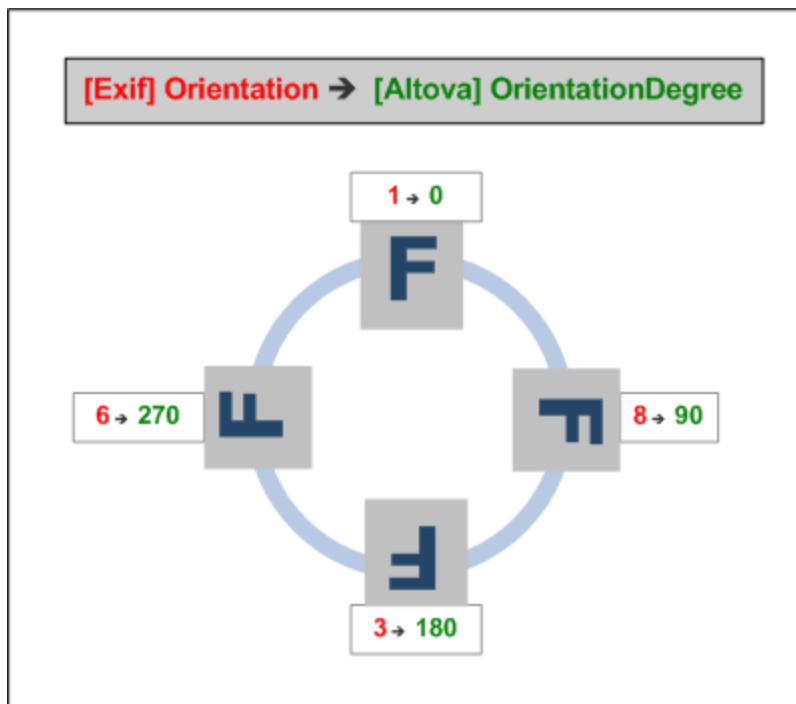 [Exif] Orientation ➔ [Altova] OrientationDegree
1 ➔ 0
F
F
6 ➔ 270
F
8 ➔ 90
F
3 ➔ 180